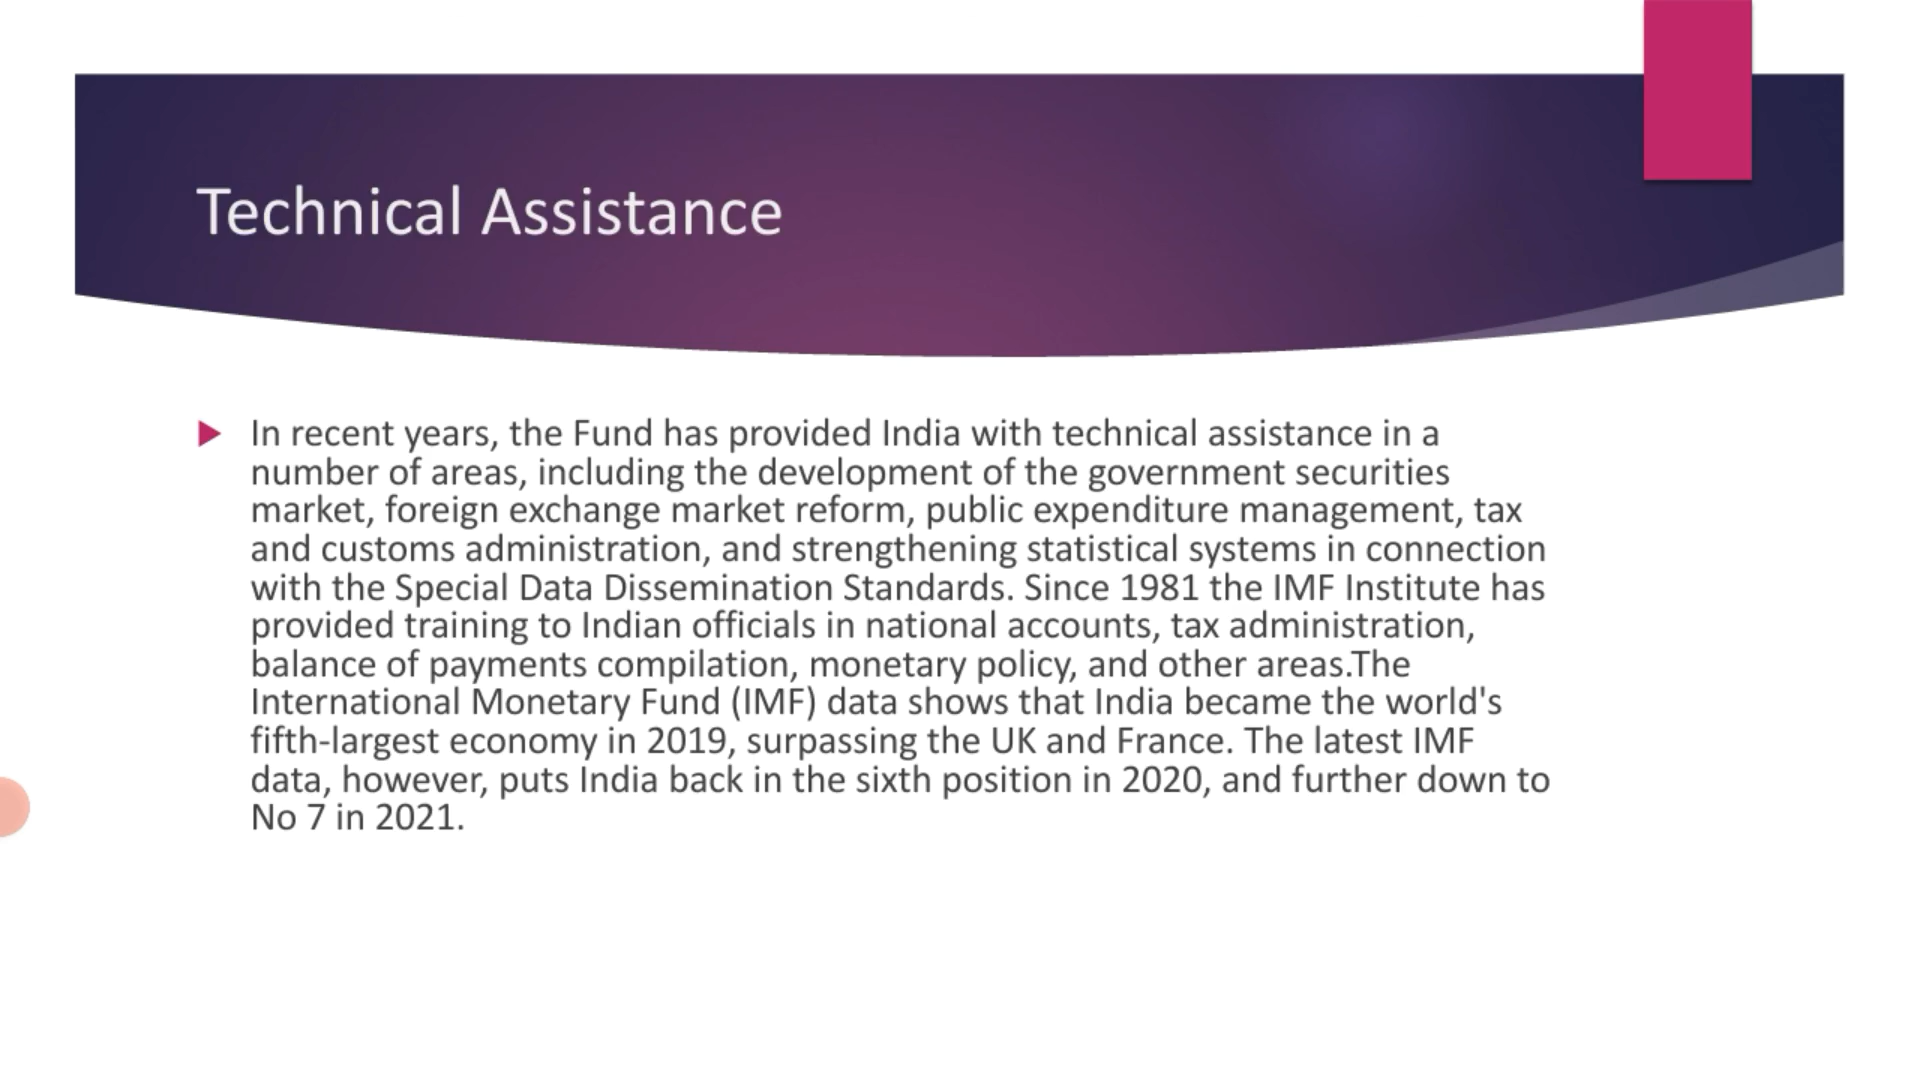 Technical Assistance
In recent years, the Fund has provided India with technical assistance in a
number of areas, including the development of the government securities
market, foreign exchange market reform, public expenditure management, tax
and customs administration, and strengthening statistical systems in connection
with the Special Data Dissemination Standards. Since 1981 the IMF Institute has
provided training to Indian officials in national accounts, tax administration,
balance of payments compilation, monetary policy, and other areas.The
International Monetary Fund (IMF) data shows that India became the world's
fifth-largest economy in 2019, surpassing the UK and France. The latest IMF
data, however, puts India back in the sixth position in 2020, and further down to
No 7 in 2021.